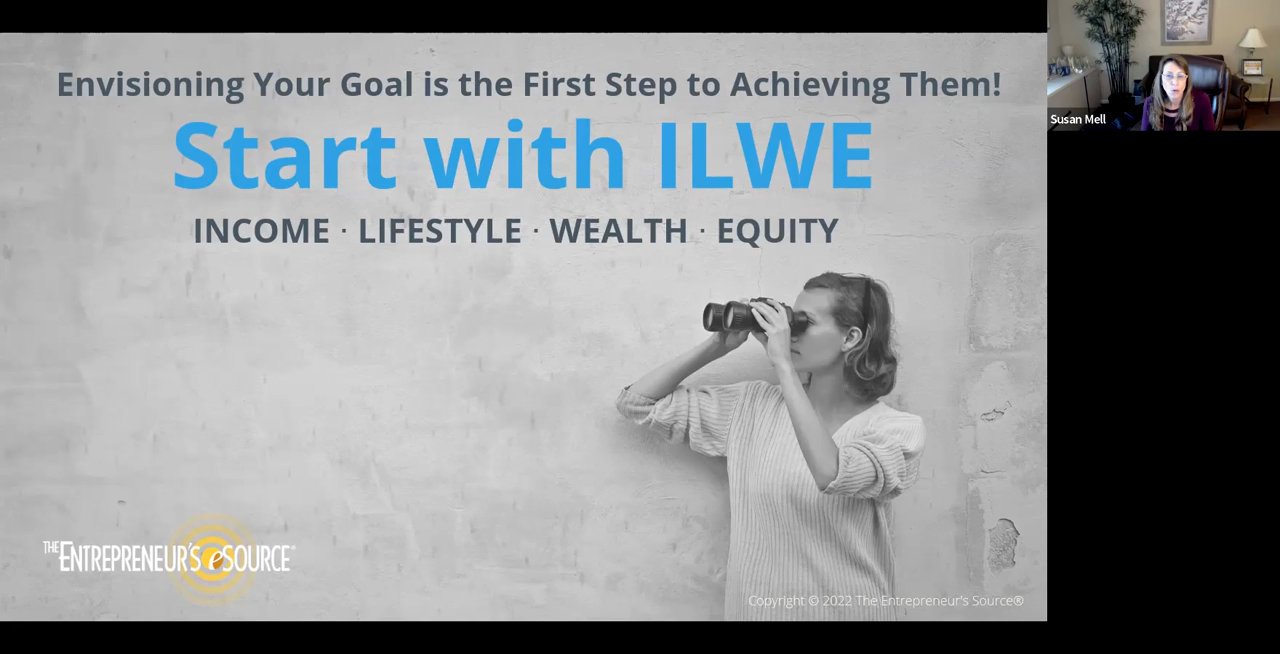 Envisioning Your Goal is the First Step to Achieving Them!
Start with ILWE
INCOME · LIFESTYLE · WEALTH · EQUITY
THE ENTREPRENEUR'S eSOURCE®
Copyright © 2022 The Entrepreneur's Source®
Susan Mell